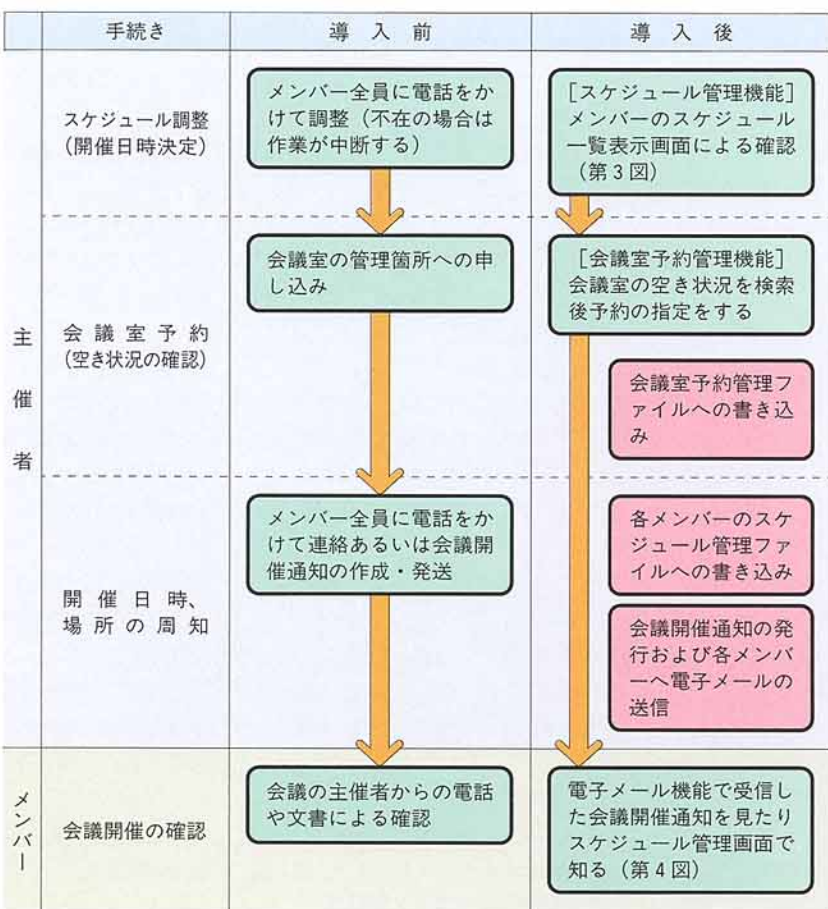 手続き
導入前
導入後
主催者
スケジュール調整
(開催日時決定)
メンバー全員に電話をか
けて調整(不在の場合は
作業が中断する)
[スケジュール管理機能]
メンバーのスケジュール
一覧表示画面による確認
(第3図)
会議室予約
(空き状況の確認)
会議室の管理箇所への申
し込み
[会議室予約管理機能]
会議室の空き状況を検索
後予約の指定をする
会議室予約管理フ
ァイルへの書き込
み
開催日時、
場所の周知
メンバー全員に電話をか
けて連絡あるいは会議開
催通知の作成・発送
各メンバーのスケ
ジュール管理ファ
イルへの書き込み
会議開催通知の発
行および各メンバ
ーへ電子メールの
送信
メンバー
会議開催の確認
会議の主催者からの電話
や文書による確認
電子メール機能で受信し
た会議開催通知を見たり
スケジュール管理画面で
知る(第4図)